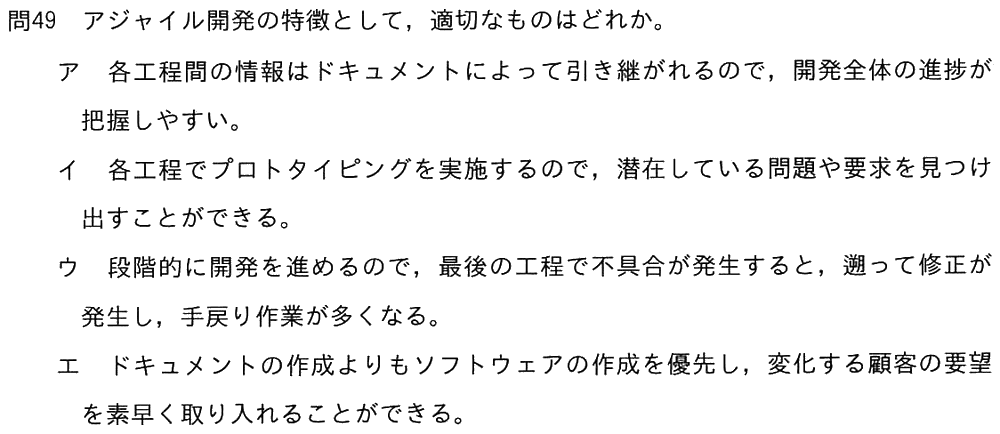 問49　アジャイル開発の特徴として，適切なものはどれか。
ア　各工程間の情報はドキュメントによって引き継がれるので，開発全体の進捗が
把握しやすい。
イ　各工程でプロトタイピングを実施するので，潜在している問題や要求を見つけ
出すことができる。
ウ　段階的に開発を進めるので，最後の工程で不具合が発生すると，遡って修正が
発生し，手戻り作業が多くなる。
エ　ドキュメントの作成よりもソフトウェアの作成を優先し，変化する顧客の要望
を素早く取り入れることができる。